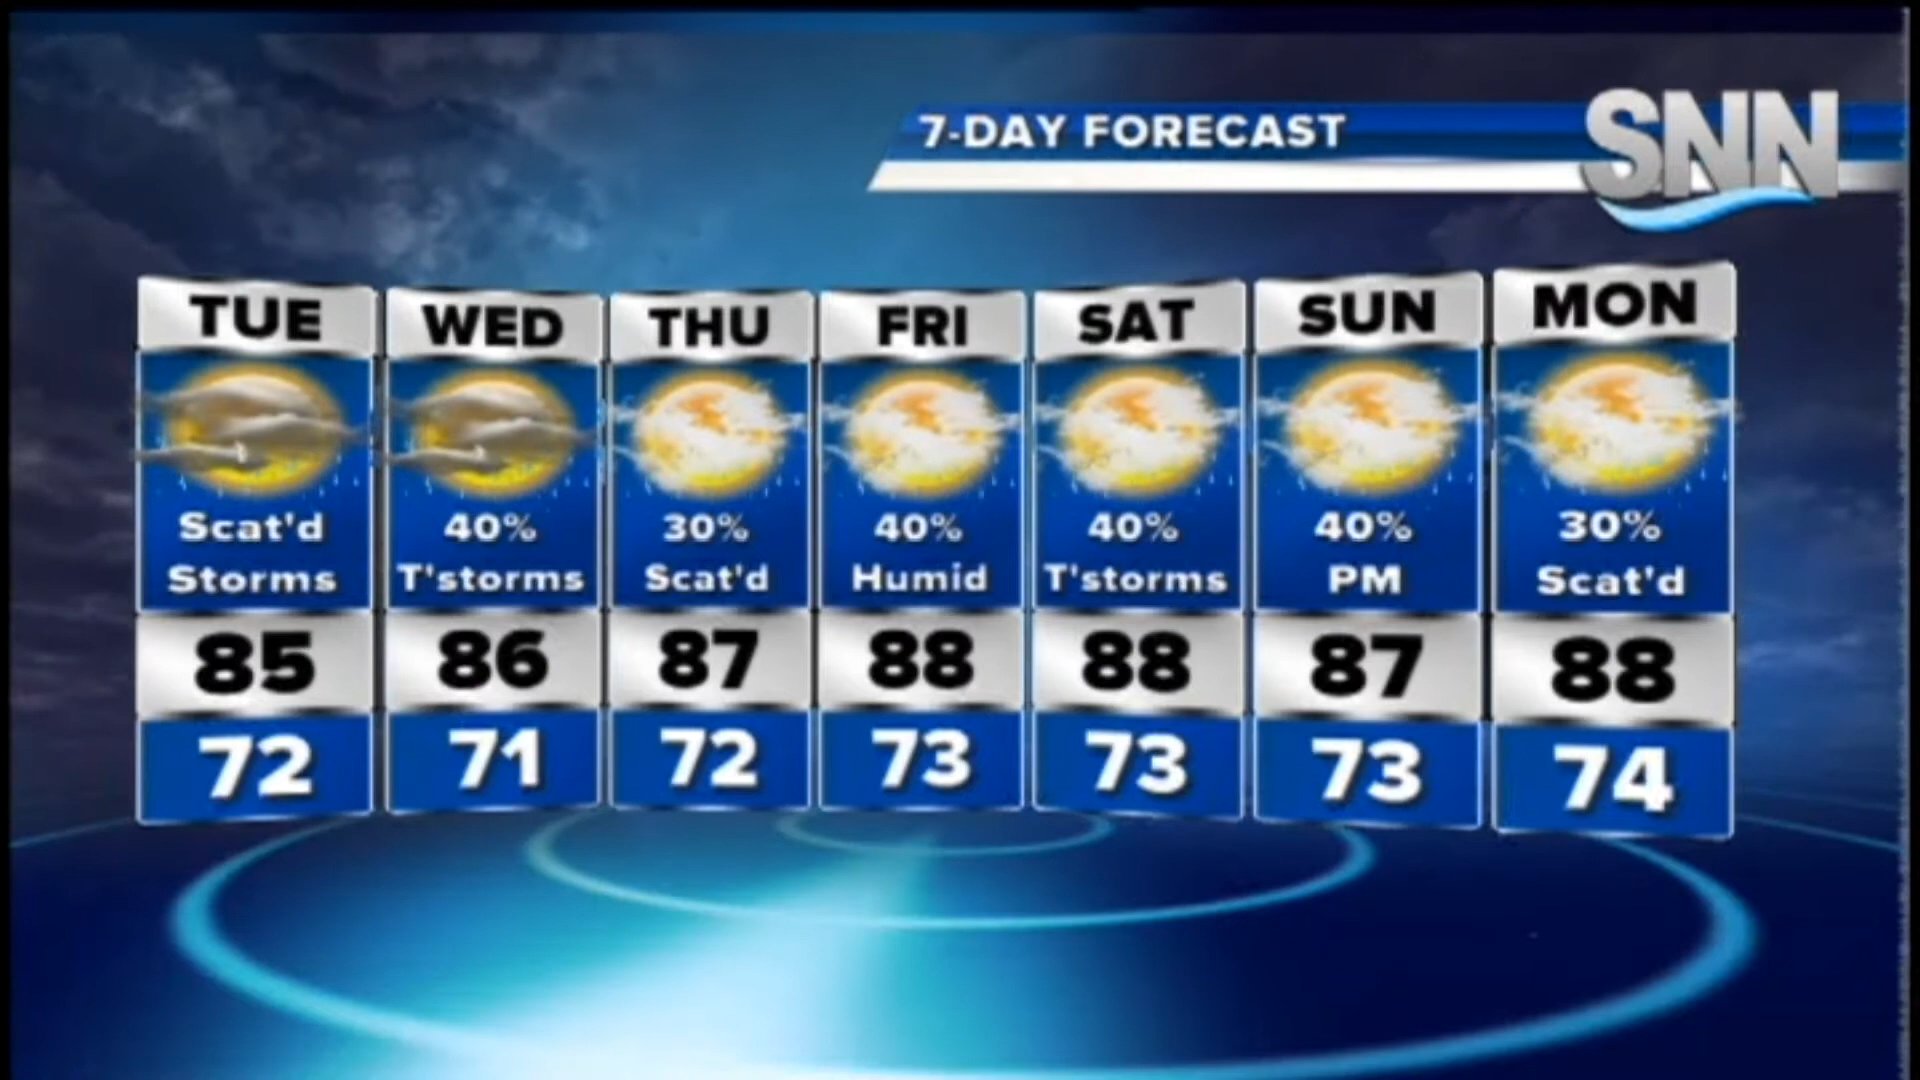 7-DAY FORECAST
SNN
TUE
Scat'd
Storms
85
72
WED
40%
T'storms
86
71
THU
30%
Scat'd
87
72
FRI
40%
Humid
88
73
SAT
40%
T'storms
88
73
SUN
40%
PM
87
73
MON
30%
Scat'd
88
74